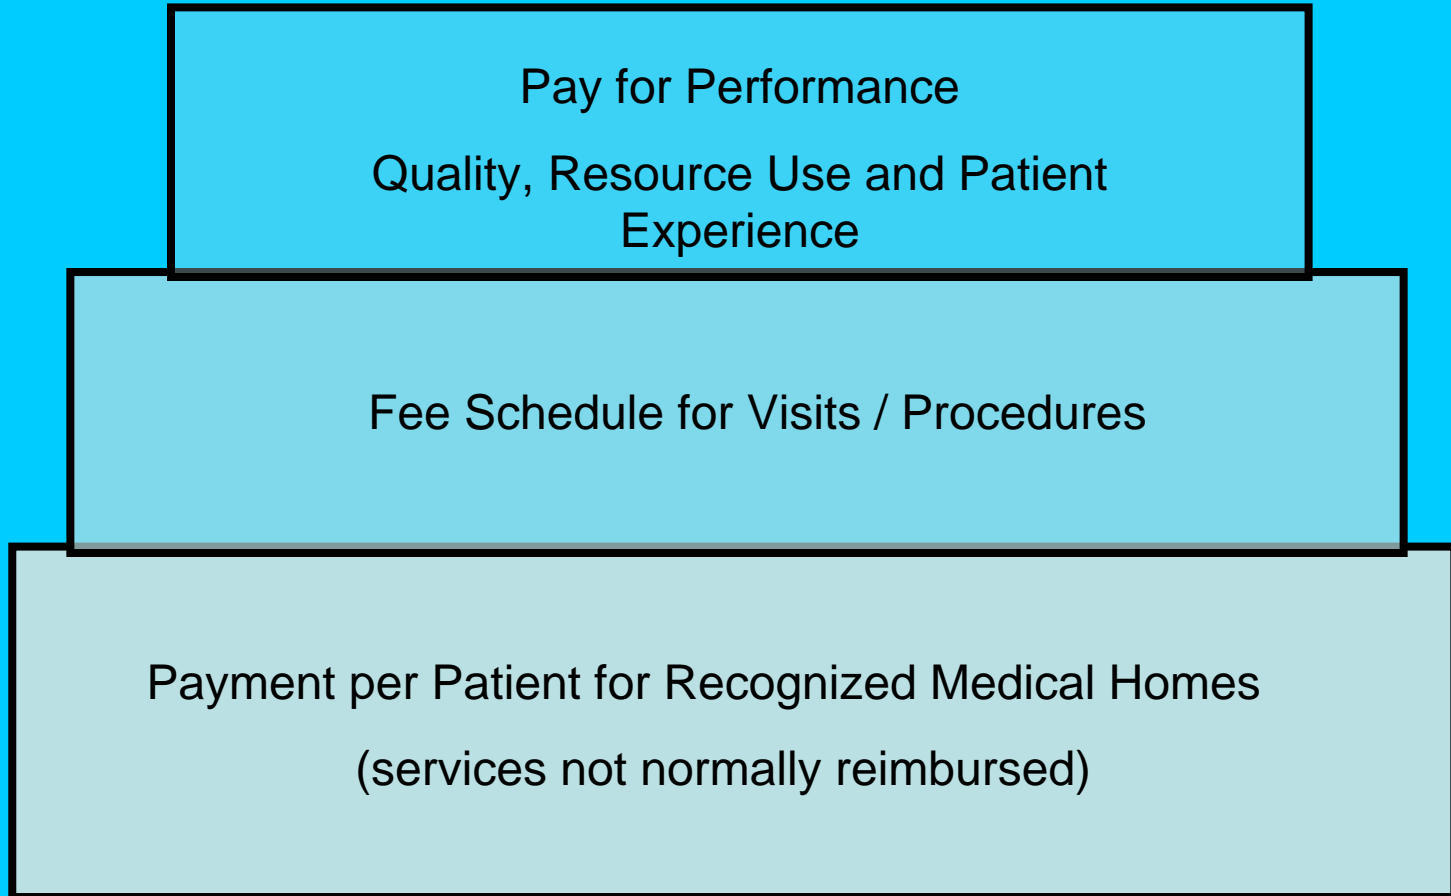 Pay for Performance
Quality, Resource Use and Patient
Experience
Fee Schedule for Visits / Procedures
Payment per Patient for Recognized Medical Homes
(services not normally reimbursed)